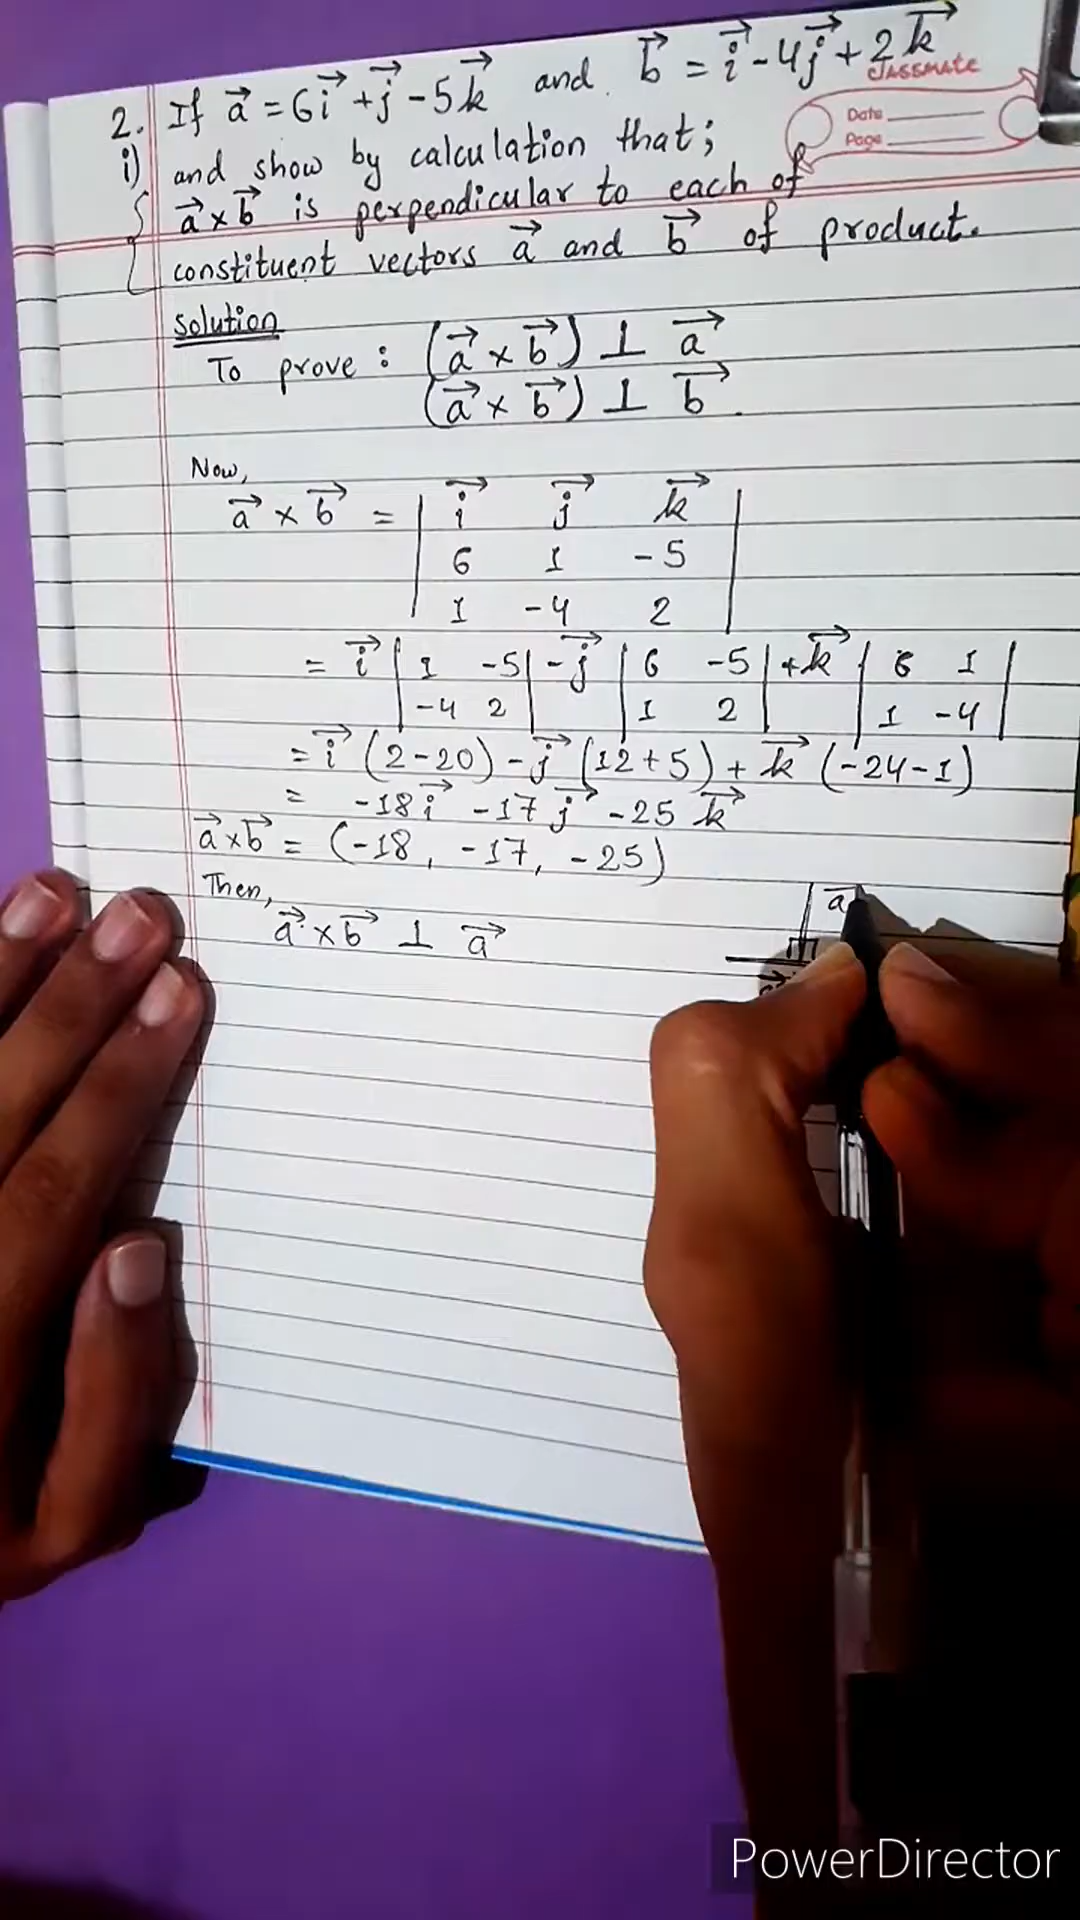 2. If a⃗ = 6i⃗ + j⃗ - 5k⃗ and b⃗ = i⃗ - 4j⃗ + 2k⃗
classmate
Date
Page
i) and show by calculation that;
a⃗ × b⃗ is perpendicular to each of
constituent vectors a⃗ and b⃗ of product.
Solution
To prove : (a⃗ × b⃗) ⊥ a⃗
(a⃗ × b⃗) ⊥ b⃗.
Now,
a⃗ × b⃗ = | i⃗ j⃗ k⃗ |
6 1 -5
1 -4 2
= i⃗ | 1 -5 | - j⃗ | 6 -5 | + k⃗ | 6 1 |
-4 2 1 2 1 -4
= i⃗ (2-20) - j⃗ (12+5) + k⃗ (-24-1)
= -18i⃗ -17j⃗ -25k⃗
a⃗ × b⃗ = (-18, -17, -25)
Then,
a⃗ × b⃗ ⊥ a⃗
a⃗
PowerDirector